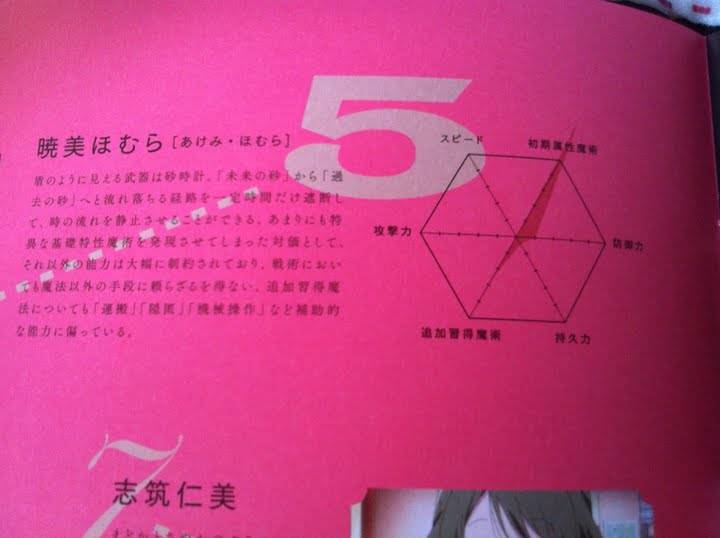 5
暁美ほむら［あけみ・ほむら］
盾のように見える武器は砂時計。「未来の砂」から「過
去の砂」へと流れ落ちる経路を一定時間だけ遮断し
て、時の流れを静止させることができる。あまりにも特
異な基礎特性魔術を発現させてしまった対価として、
それ以外の能力は大幅に制約されており、戦術におい
ても魔法以外の手段に頼らざるを得ない。追加習得魔
法についても「運搬」「隠匿」「機械操作」など補助的
な能力に偏っている。
スピード
初期属性魔術
攻撃力
防御力
追加習得魔術
持久力
7
志筑仁美